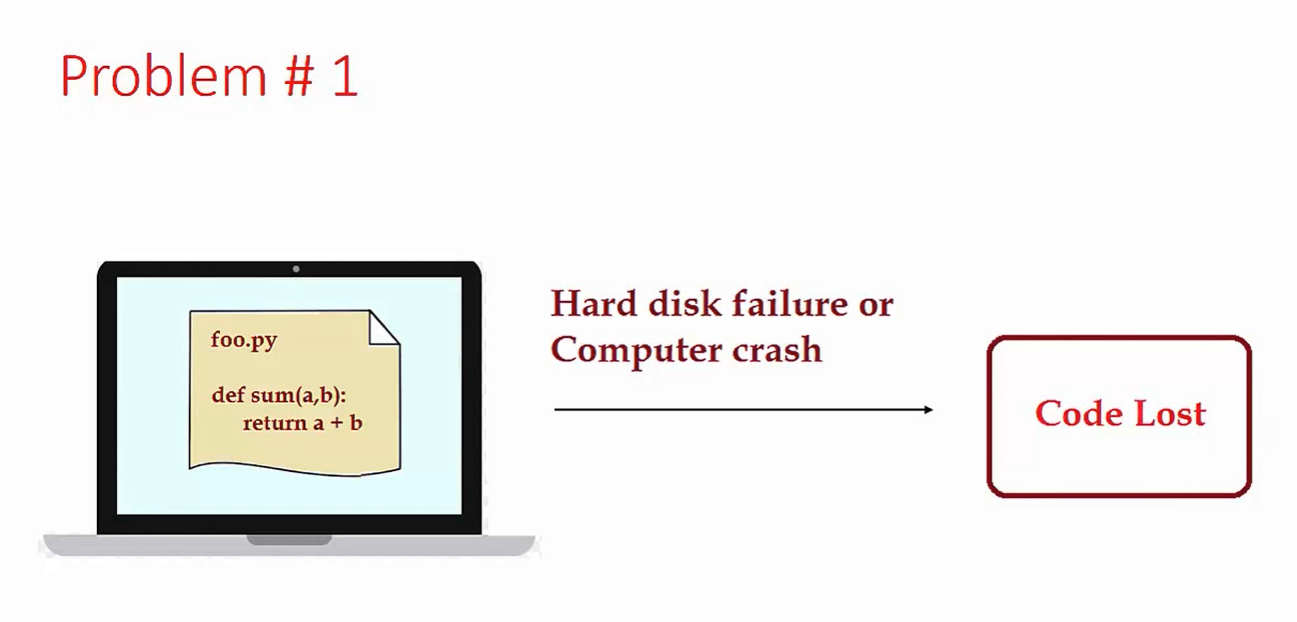 Problem # 1
foo.py
def sum(a,b):
return a + b
Hard disk failure or
Computer crash
Code Lost